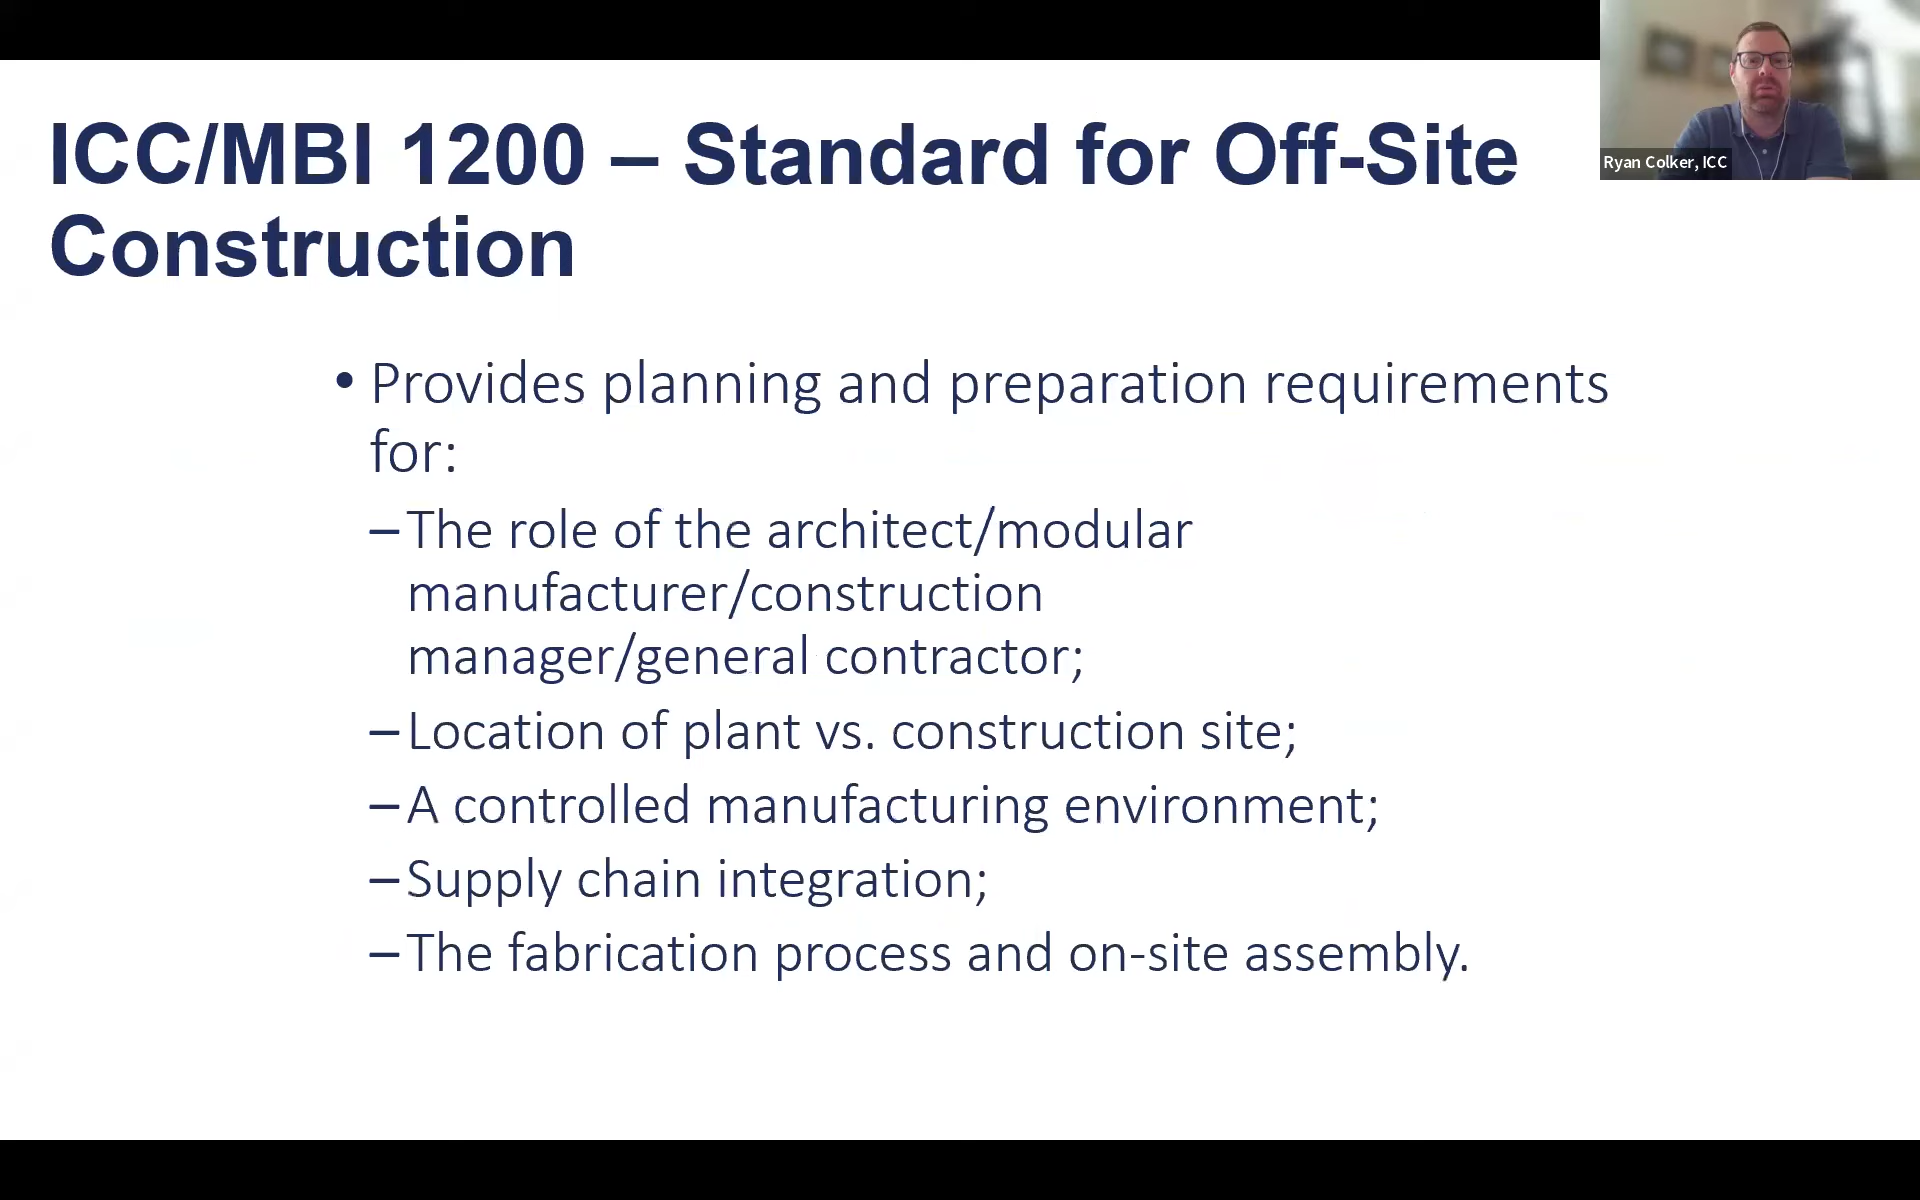 ICC/MBI 1200 – Standard for Off-Site
Construction
Ryan Colker, ICC
• Provides planning and preparation requirements
for:
–The role of the architect/modular
manufacturer/construction
manager/general contractor;
–Location of plant vs. construction site;
–A controlled manufacturing environment;
–Supply chain integration;
–The fabrication process and on-site assembly.